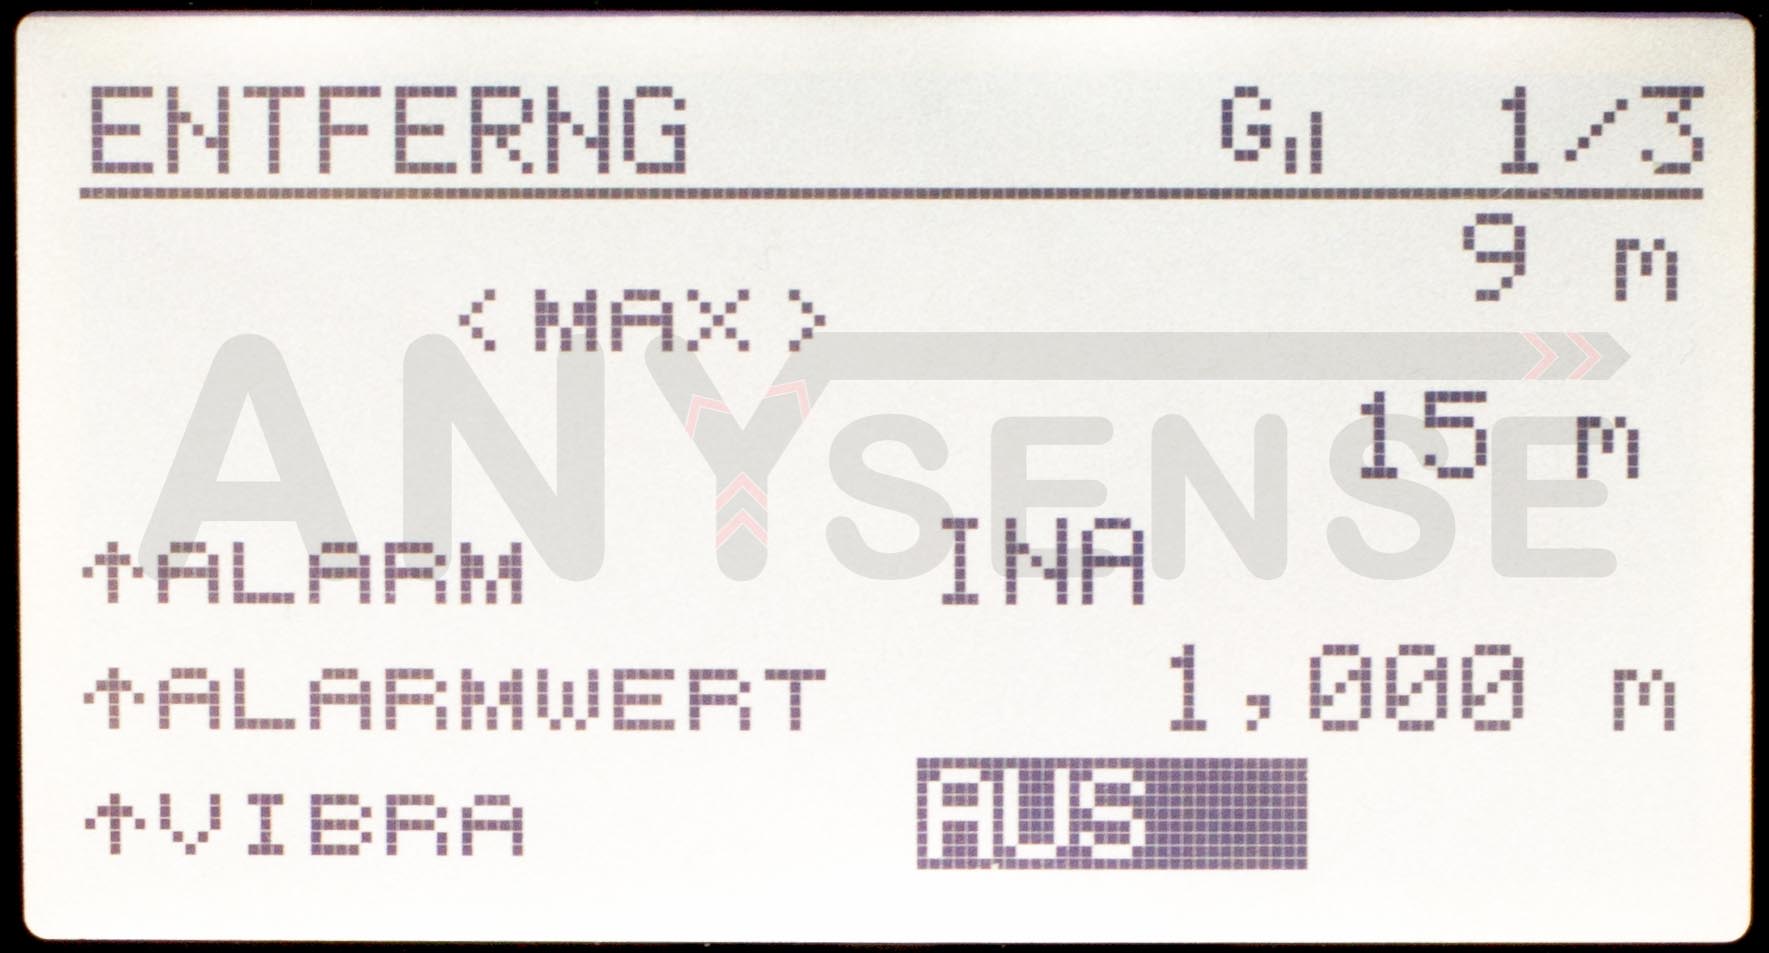 ENTFERNG G 1/3
9 m
<MAX>
15 m
ANYSENSE
↑ALARM INA
↑ALARMWERT 1,000 m
↑VIBRA AUS